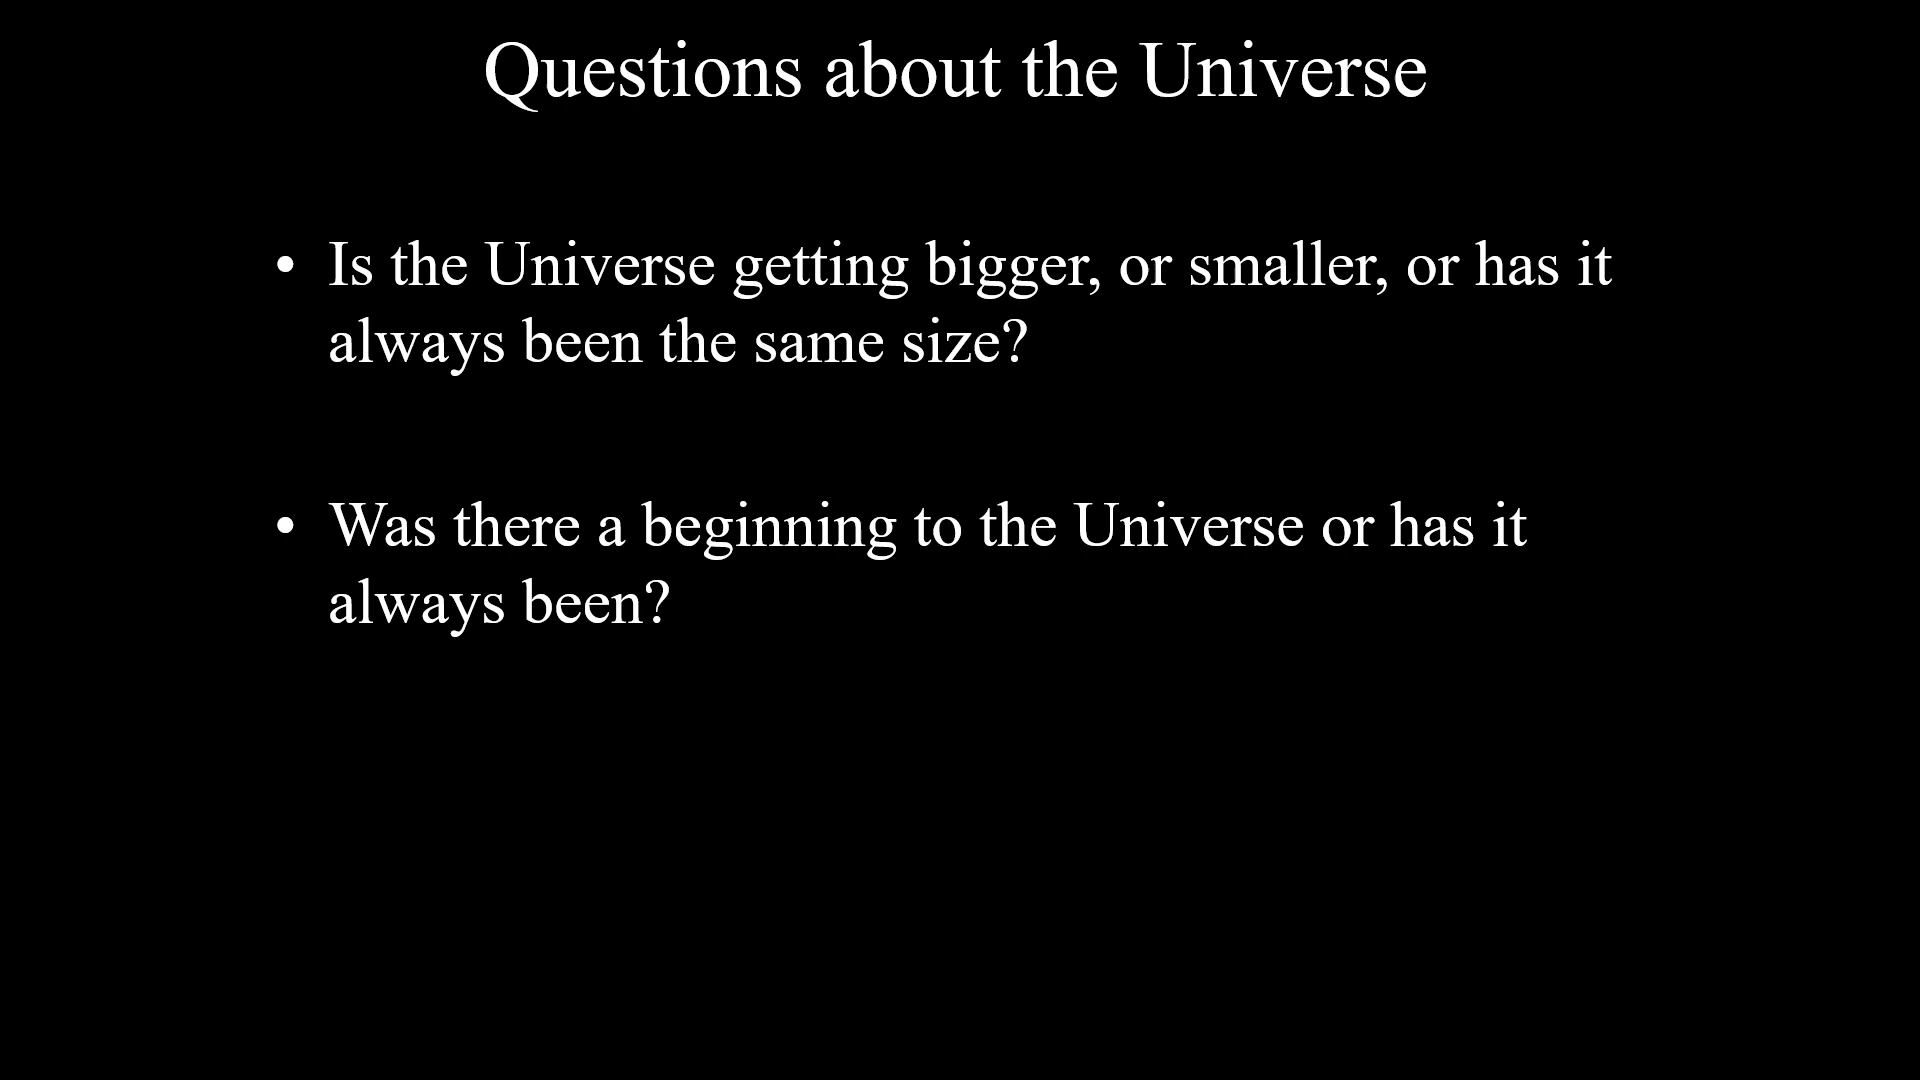 Questions about the Universe
• Is the Universe getting bigger, or smaller, or has it
always been the same size?
• Was there a beginning to the Universe or has it
always been?